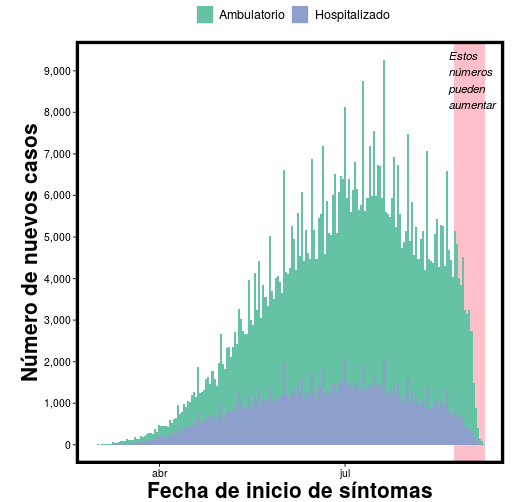 Ambulatorio Hospitalizado
Estos
números
pueden
aumentar
Número de nuevos casos
9,000
8,000
7,000
6,000
5,000
4,000
3,000
2,000
1,000
0
abr jul
Fecha de inicio de síntomas